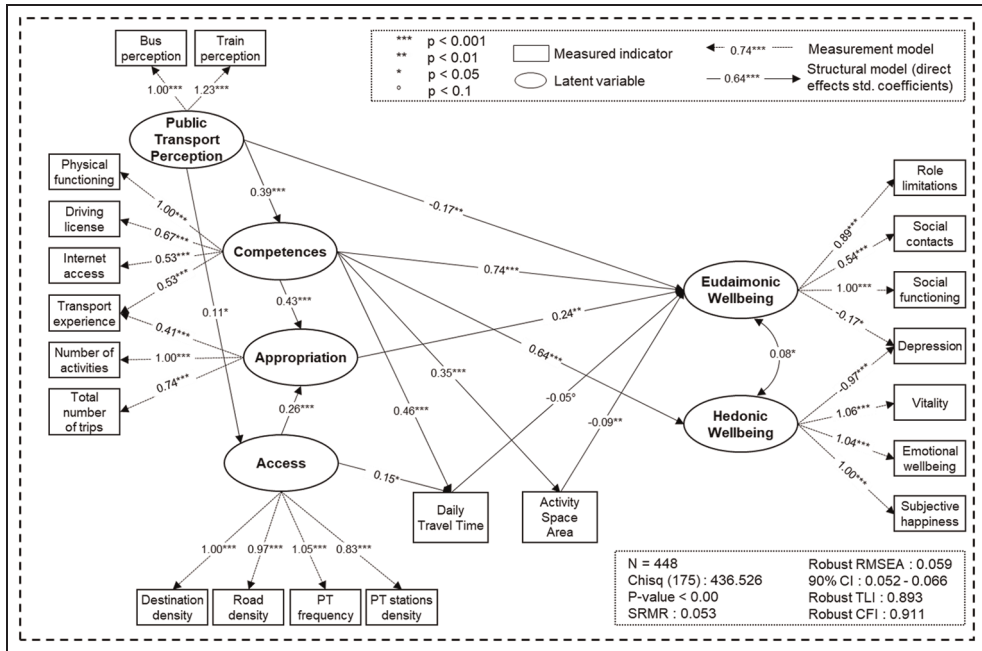 Bus
perception
Train
perception
*** p < 0.001
** p < 0.01
* p < 0.05
° p < 0.1
Measured indicator
Latent variable
0.74***
Measurement model
0.64***
Structural model (direct
effects std. coefficients)
1.00***
1.23***
Public
Transport
Perception
Physical
functioning
Driving
license
Internet
access
Transport
experience
Number of
activities
Total
number
of trips
1.00***
0.67***
0.53***
0.53***
0.41***
1.00***
0.74***
0.39***
0.11*
-0.17**
Competences
0.43***
0.74***
Appropriation
0.24**
0.64***
0.35***
0.46***
0.26***
-0.05°
-0.09**
Access
0.15*
Daily
Travel Time
Activity
Space
Area
1.00***
0.97***
1.05***
0.83***
Destination
density
Road
density
PT
frequency
PT stations
density
Eudaimonic
Wellbeing
0.08*
Hedonic
Wellbeing
0.89***
0.54**
1.00***
-0.17*
-0.97***
1.06***
1.04***
1.00***
Role
limitations
Social
contacts
Social
functioning
Depression
Vitality
Emotional
wellbeing
Subjective
happiness
N = 448
Chisq (175) : 436.526
P-value < 0.00
SRMR : 0.053
Robust RMSEA : 0.059
90% CI : 0.052 - 0.066
Robust TLI : 0.893
Robust CFI : 0.911